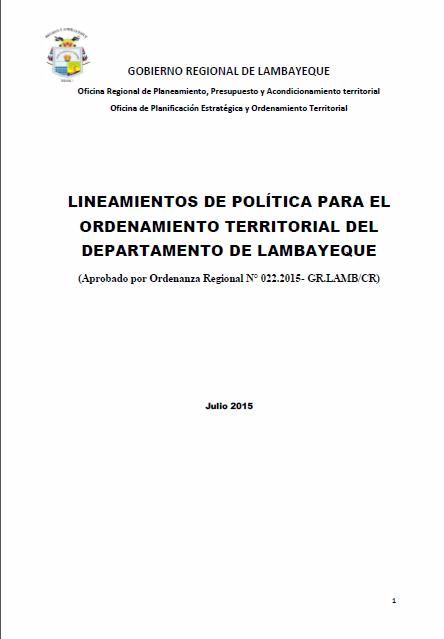 GOBIERNO REGIONAL DE LAMBAYEQUE
Oficina Regional de Planeamiento, Presupuesto y Acondicionamiento territorial
Oficina de Planificación Estratégica y Ordenamiento Territorial
LINEAMIENTOS DE POLÍTICA PARA EL
ORDENAMIENTO TERRITORIAL DEL
DEPARTAMENTO DE LAMBAYEQUE
(Aprobado por Ordenanza Regional N° 022.2015- GR.LAMB/CR)
Julio 2015
1